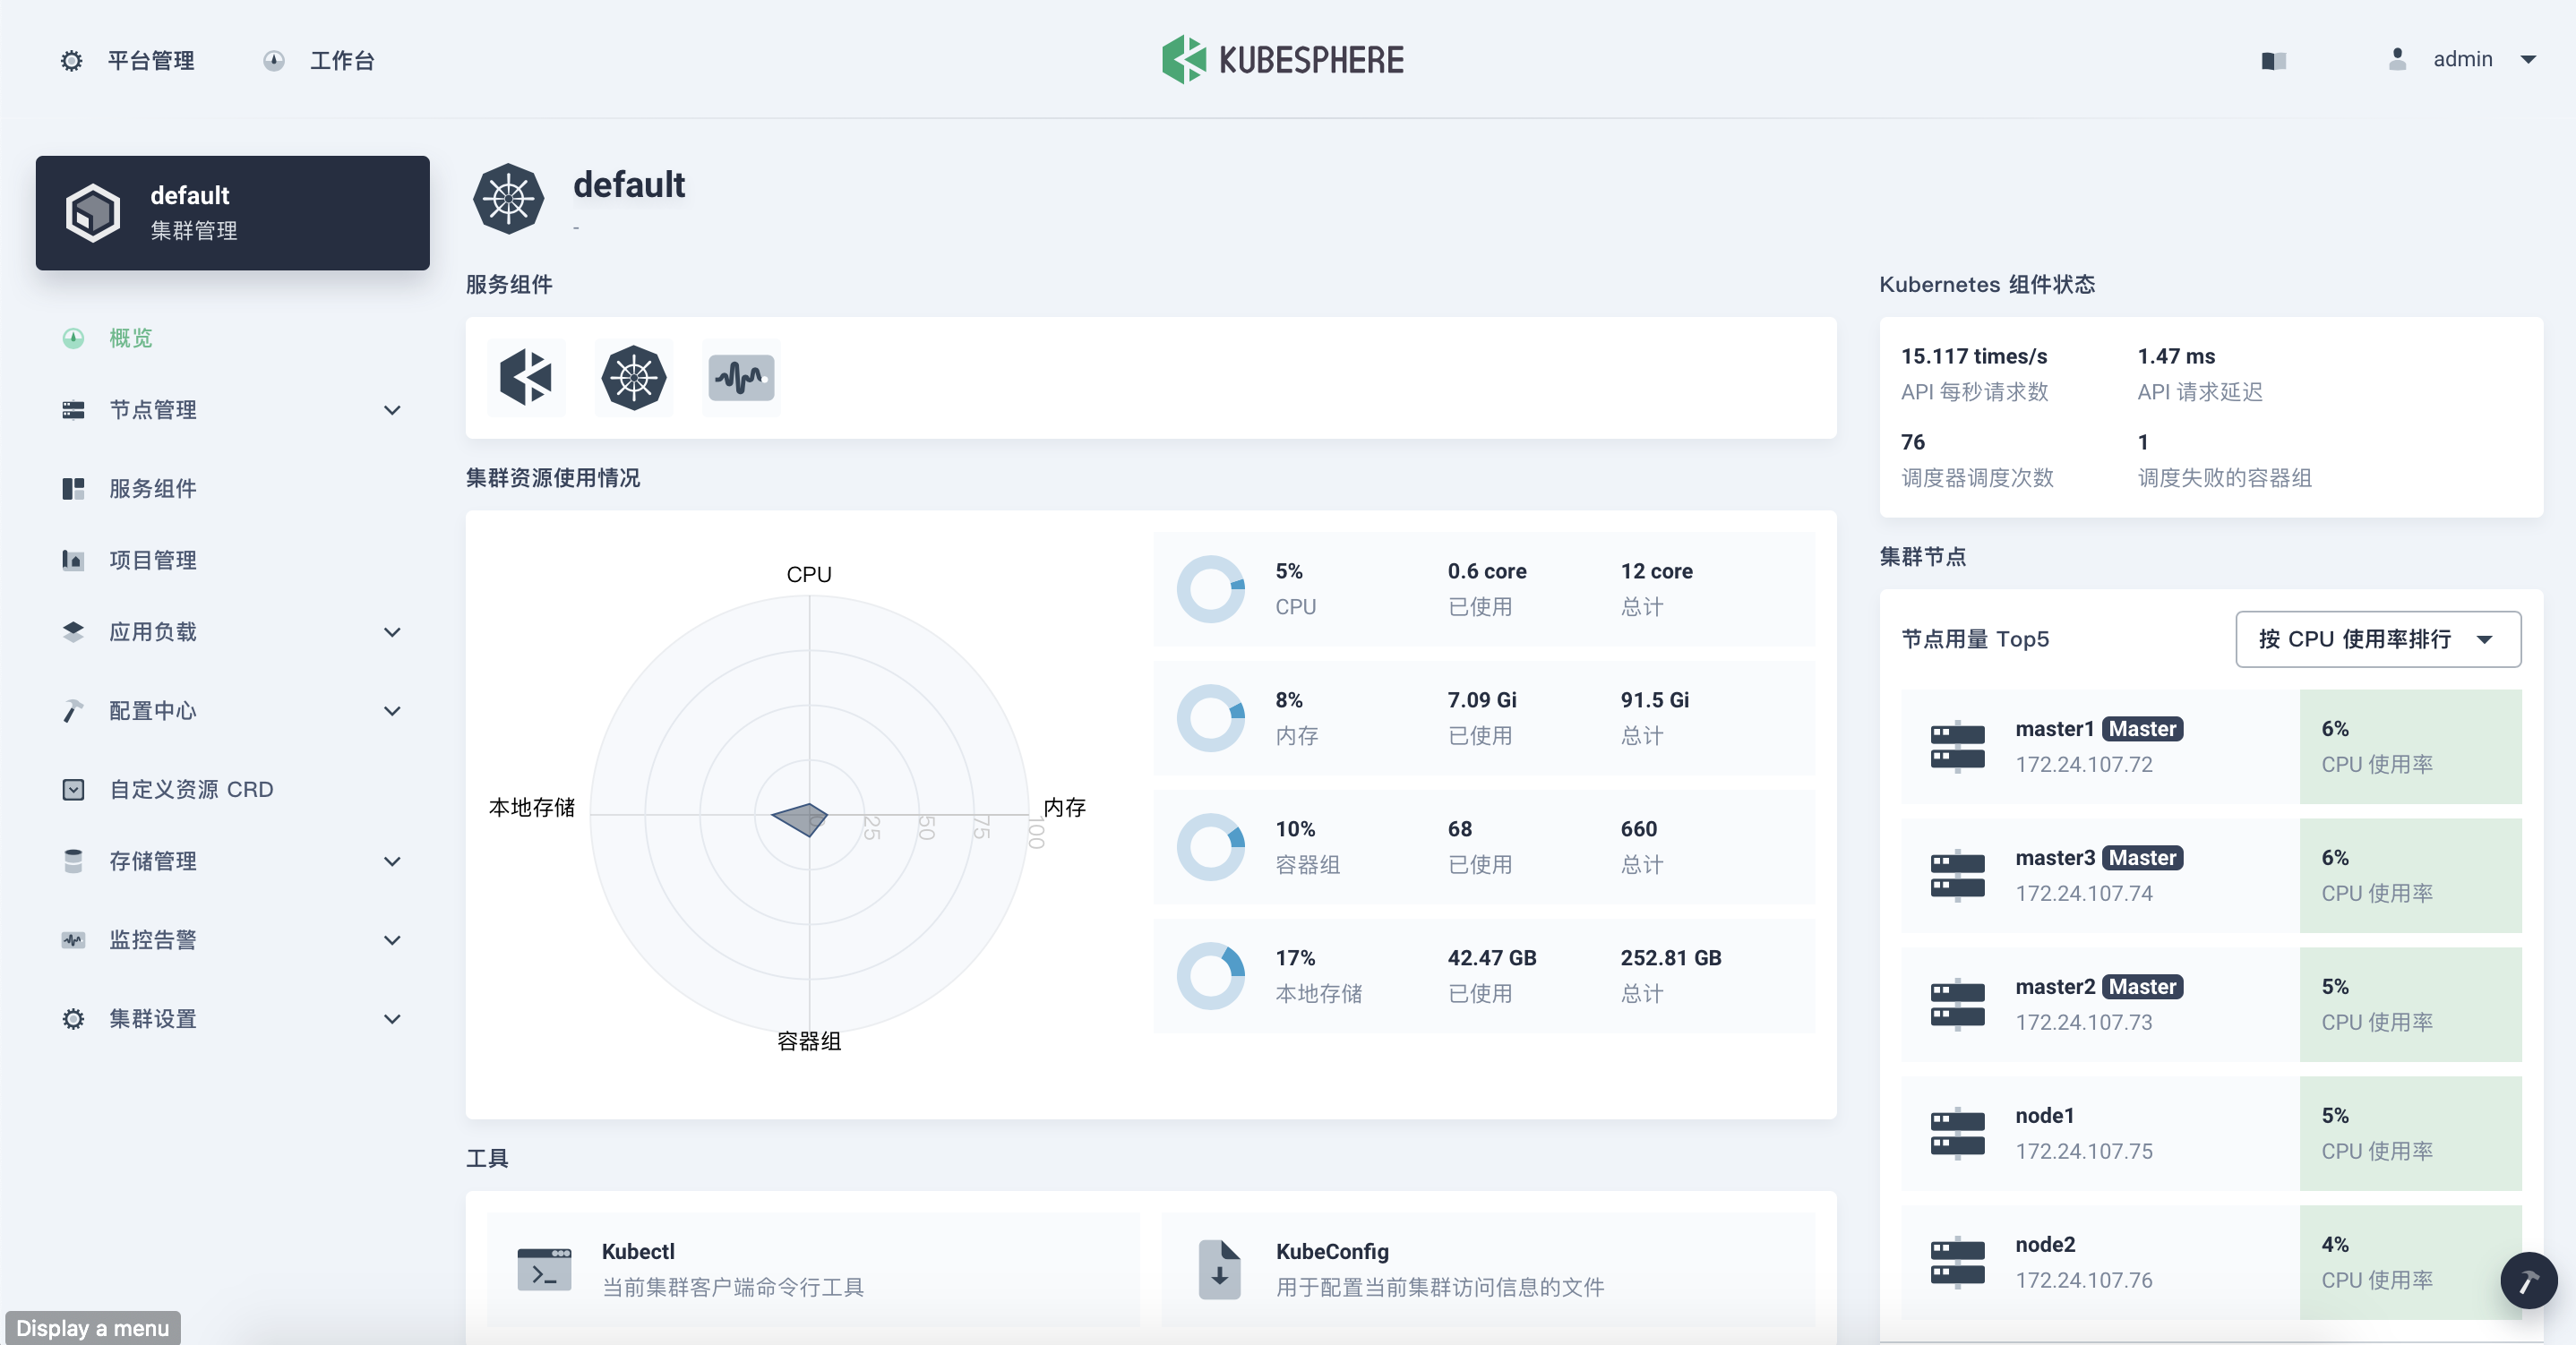 平台管理
工作台
KUBESPHERE
admin
default
集群管理
概览
节点管理
服务组件
项目管理
应用负载
配置中心
自定义资源 CRD
存储管理
监控告警
集群设置
default
-
服务组件
集群资源使用情况
CPU
内存
容器组
本地存储
0
25
50
75
100
5%
CPU
0.6 core
已使用
12 core
总计
8%
内存
7.09 Gi
已使用
91.5 Gi
总计
10%
容器组
68
已使用
660
总计
17%
本地存储
42.47 GB
已使用
252.81 GB
总计
工具
Kubectl
当前集群客户端命令行工具
KubeConfig
用于配置当前集群访问信息的文件
Kubernetes 组件状态
15.117 times/s
API 每秒请求数
1.47 ms
API 请求延迟
76
调度器调度次数
1
调度失败的容器组
集群节点
节点用量 Top5
按 CPU 使用率排行
master1 Master
172.24.107.72
6%
CPU 使用率
master3 Master
172.24.107.74
6%
CPU 使用率
master2 Master
172.24.107.73
5%
CPU 使用率
node1
172.24.107.75
5%
CPU 使用率
node2
172.24.107.76
4%
CPU 使用率
Display a menu